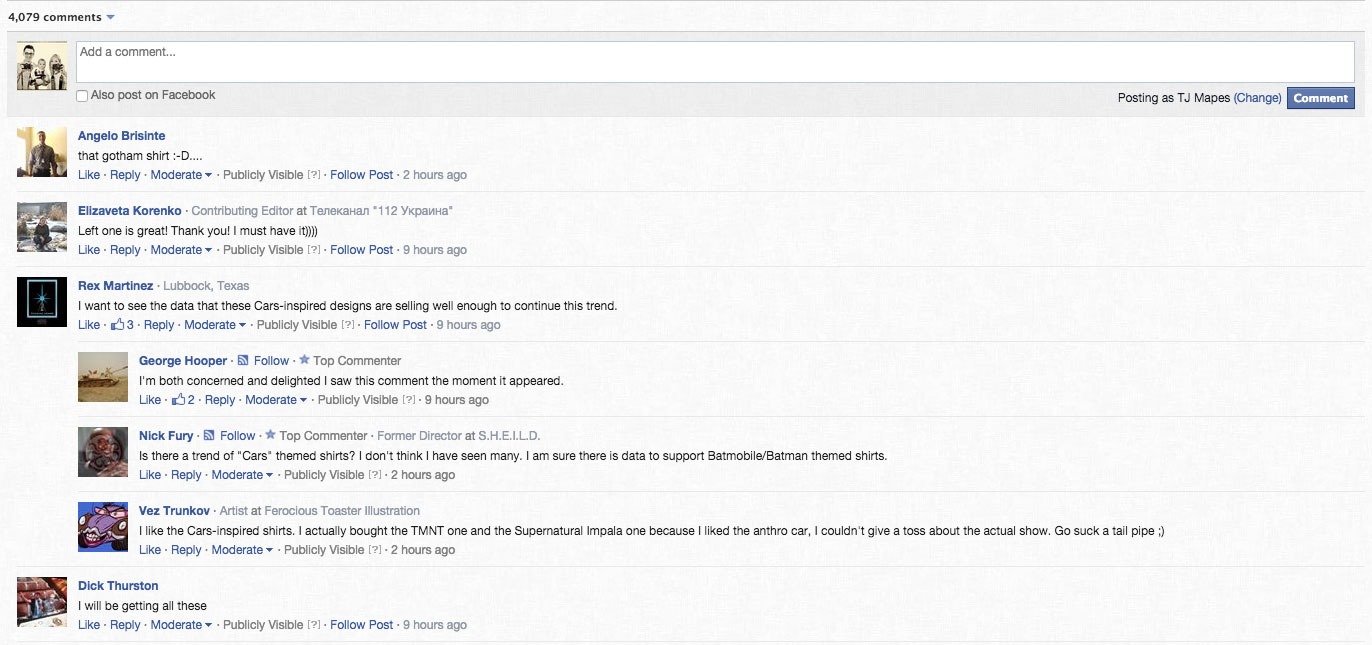 4,079 comments
Add a comment...
Also post on Facebook
Posting as TJ Mapes (Change) Comment
Angelo Brisinte
that gotham shirt :-D....
Like · Reply · Moderate · Publicly Visible [?] · Follow Post · 2 hours ago
Elizaveta Korenko · Contributing Editor at Телеканал "112 Украина"
Left one is great! Thank you! I must have it))))
Like · Reply · Moderate · Publicly Visible [?] · Follow Post · 9 hours ago
Rex Martinez · Lubbock, Texas
I want to see the data that these Cars-inspired designs are selling well enough to continue this trend.
Like · 3 · Reply · Moderate · Publicly Visible [?] · Follow Post · 9 hours ago
George Hooper · Follow · Top Commenter
I'm both concerned and delighted I saw this comment the moment it appeared.
Like · 2 · Reply · Moderate · Publicly Visible [?] · 9 hours ago
Nick Fury · Follow · Top Commenter · Former Director at S.H.E.I.L.D.
Is there a trend of "Cars" themed shirts? I don't think I have seen many. I am sure there is data to support Batmobile/Batman themed shirts.
Like · Reply · Moderate · Publicly Visible [?] · 2 hours ago
Vez Trunkov · Artist at Ferocious Toaster Illustration
I like the Cars-inspired shirts. I actually bought the TMNT one and the Supernatural Impala one because I liked the anthro car, I couldn't give a toss about the actual show. Go suck a tail pipe ;)
Like · Reply · Moderate · Publicly Visible [?] · 2 hours ago
Dick Thurston
I will be getting all these
Like · Reply · Moderate · Publicly Visible [?] · Follow Post · 9 hours ago